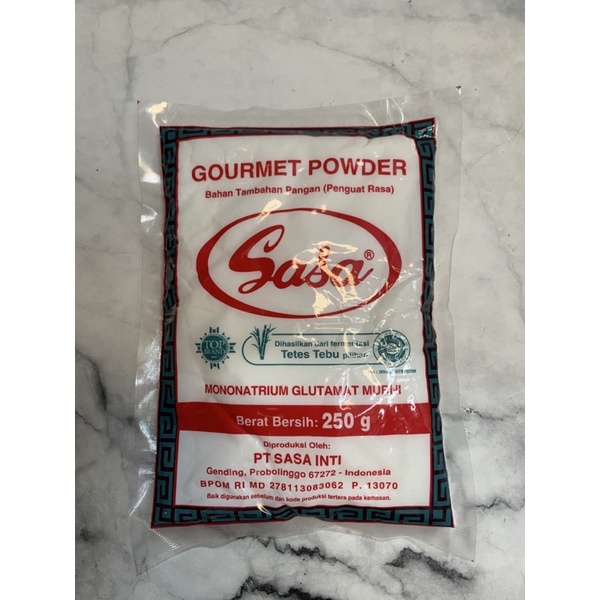 GOURMET POWDER
Bahan Tambahan Pangan (Penguat Rasa)
Sasa®
TOP
BRAND
Dihasilkan dari fermentasi
Tetes Tebu pilihan
MONONATRIUM GLUTAMAT MURNI
Berat Bersih: 250 g
Diproduksi Oleh:
PT SASA INTI
Gending, Probolinggo 67272 - Indonesia
BPOM RI MD 278113083062 P. 13070
Baik digunakan sebelum dan kode produksi tertera pada kemasan.